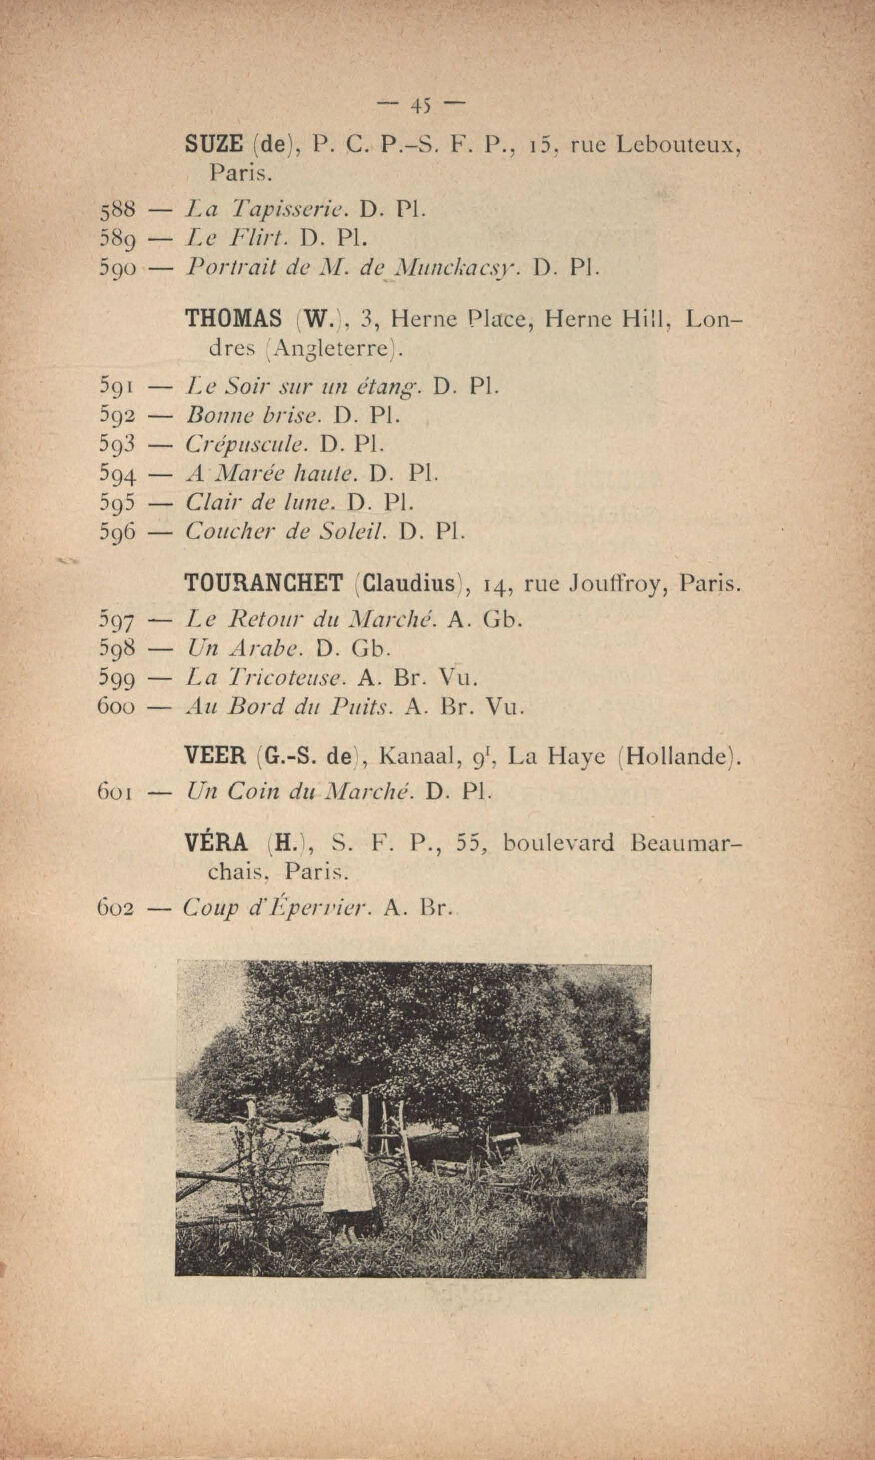 — 45 —
SUZE (de), P. C. P.-S. F. P., 15, rue Lebouteux,
Paris.
588 — La Tapisserie. D. Pl.
589 — Le Flirt. D. Pl.
590 — Portrait de M. de Munckacsy. D. Pl.
THOMAS (W.), 3, Herne Place, Herne Hill, Lon-
dres (Angleterre).
591 — Le Soir sur un étang. D. Pl.
592 — Bonne brise. D. Pl.
593 — Crépuscule. D. Pl.
594 — A Marée haute. D. Pl.
595 — Clair de lune. D. Pl.
596 — Coucher de Soleil. D. Pl.
TOURANCHET (Claudius), 14, rue Jouffroy, Paris.
597 — Le Retour du Marché. A. Gb.
598 — Un Arabe. D. Gb.
599 — La Tricoteuse. A. Br. Vu.
600 — Au Bord du Puits. A. Br. Vu.
VEER (G.-S. de), Kanaal, 9ᴵ, La Haye (Hollande).
601 — Un Coin du Marché. D. Pl.
VÉRA (H.), S. F. P., 55, boulevard Beaumar-
chais, Paris.
602 — Coup d'Épervier. A. Br.